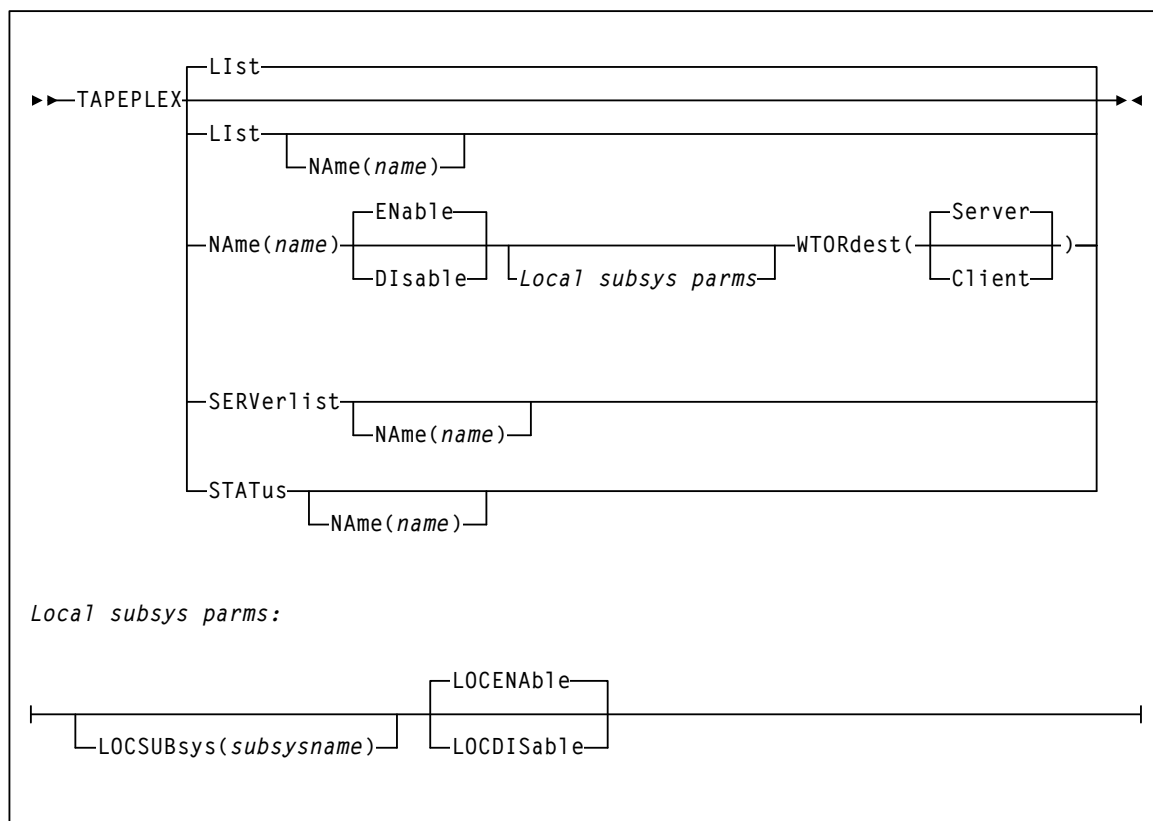 LIst
TAPEPLEX
LIst
NAme(name)
ENable Server
NAme(name) WTORdest( )
DIsable Local subsys parms Client
SERVerlist
NAme(name)
STATus
NAme(name)
Local subsys parms:
LOCENAble
LOCSUBsys(subsysname) LOCDISable